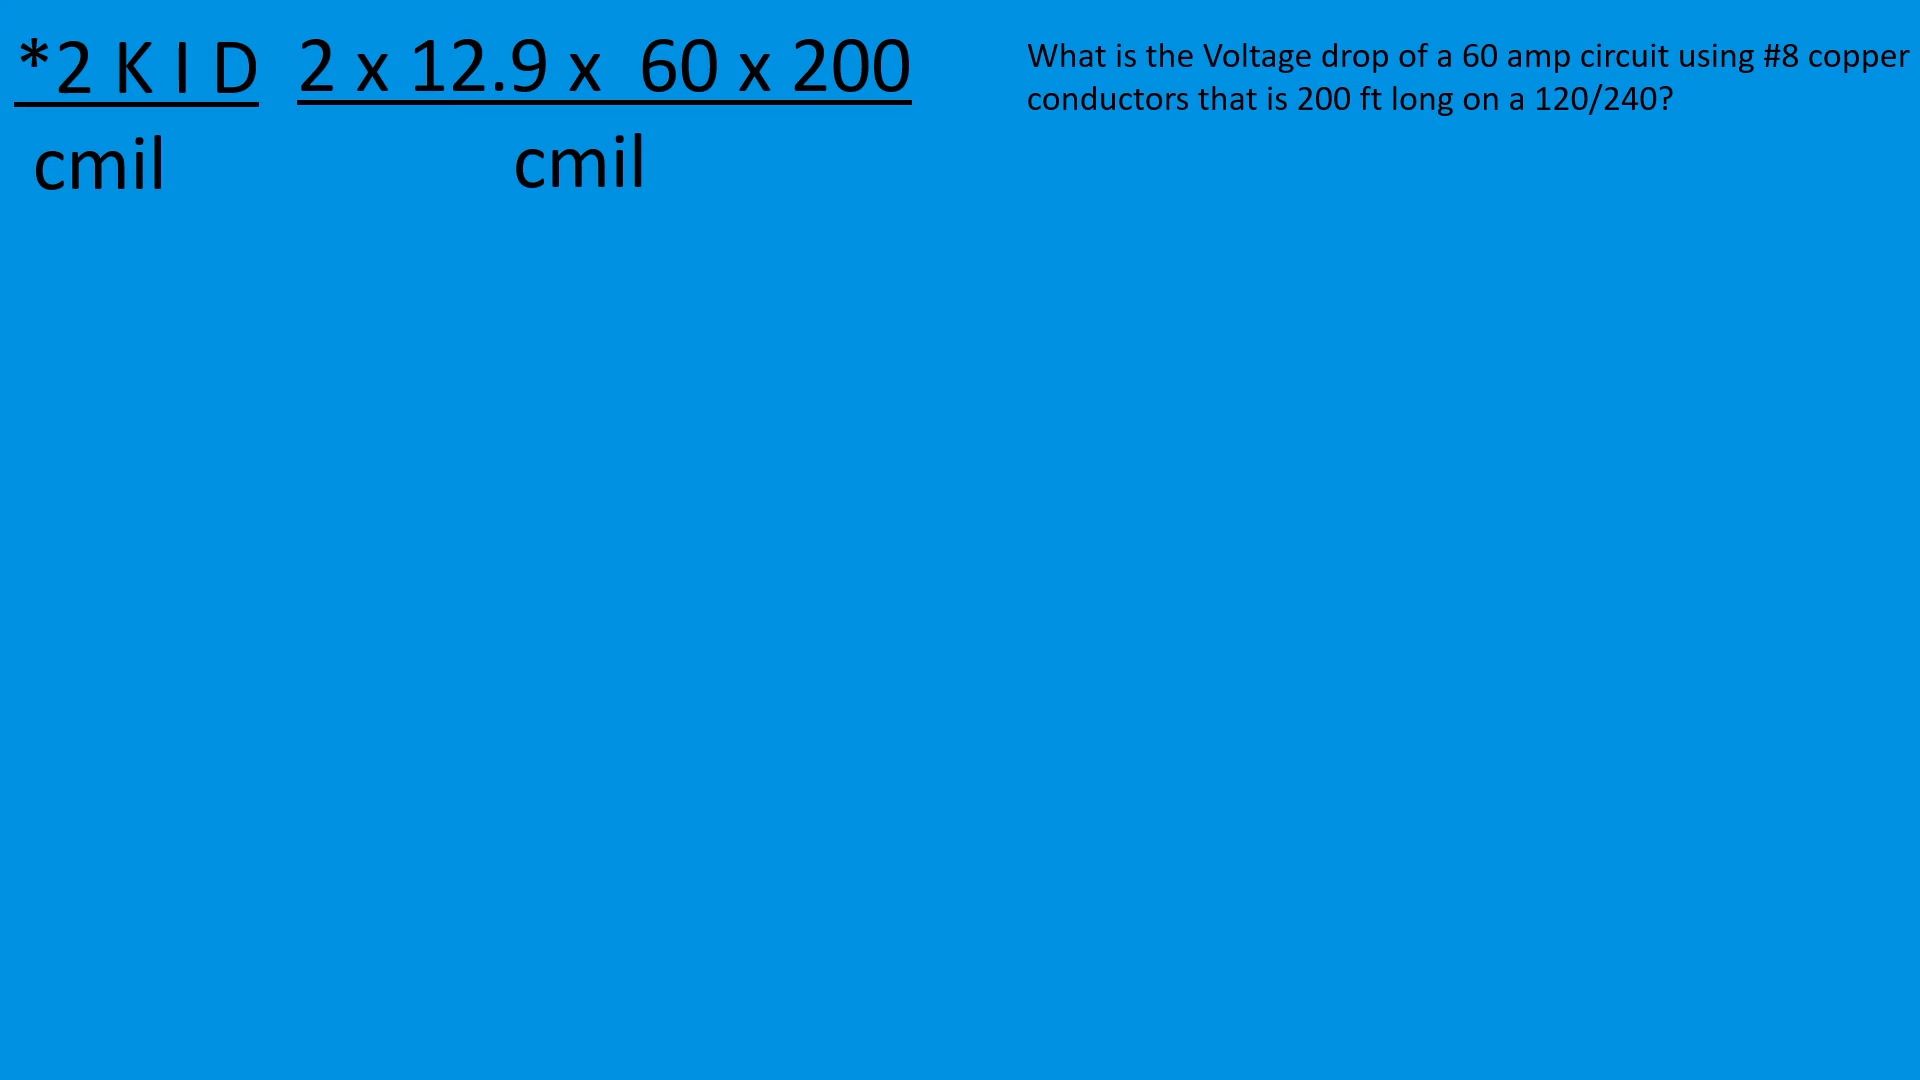 *2 K I D 2 x 12.9 x  60 x 200
cmil cmil
What is the Voltage drop of a 60 amp circuit using #8 copper
conductors that is 200 ft long on a 120/240?